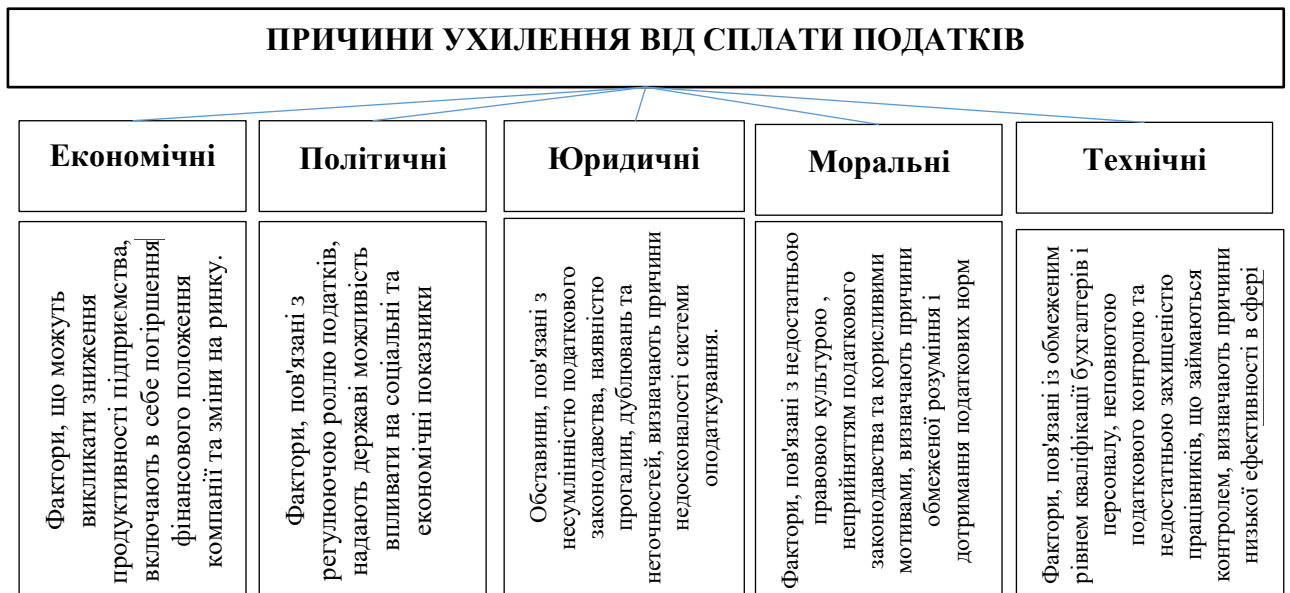 ПРИЧИНИ УХИЛЕННЯ ВІД СПЛАТИ ПОДАТКІВ
Економічні
Фактори, що можуть
викликати зниження
продуктивності підприємства,
включають в себе погіршення
фінансового положення
компанії та зміни на ринку.
Політичні
Фактори, пов'язані з
регулюючою роллю податків,
надають державі можливість
впливати на соціальні та
економічні показники
Юридичні
Обставини, пов'язані з
несумлінністю податкового
законодавства, наявністю
прогалин, дублювань та
неточностей, визначають причини
недосконалості системи
оподаткування.
Моральні
Фактори, пов'язані з недостатньою
правовою культурою ,
неприйняттям податкового
законодавства та корисливими
мотивами, визначають причини
обмеженої розуміння і
дотримання податкових норм
Технічні
Фактори, пов'язані із обмеженим
рівнем кваліфікації бухгалтерів і
персоналу, неповнотою
податкового контролю та
недостатньою захищеністю
працівників, що займаються
контролем, визначають причини
низької ефективності в сфері